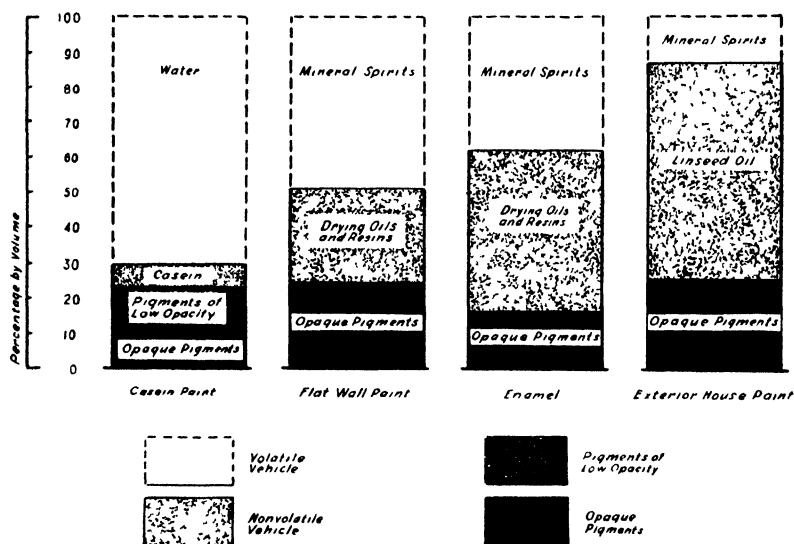 Percentage by Volume
100
90
80
70
60
50
40
30
20
10
0
Water
Casein
Pigments of
Low Opacity
Opaque Pigments
Casein Paint
Mineral Spirits
Drying Oils
and Resins
Opaque Pigments
Flat Wall Paint
Mineral Spirits
Drying Oils
and Resins
Opaque Pigments
Enamel
Mineral Spirits
Linseed Oil
Opaque Pigments
Exterior House Paint
Volatile
Vehicle
Nonvolatile
Vehicle
Pigments of
Low Opacity
Opaque
Pigments